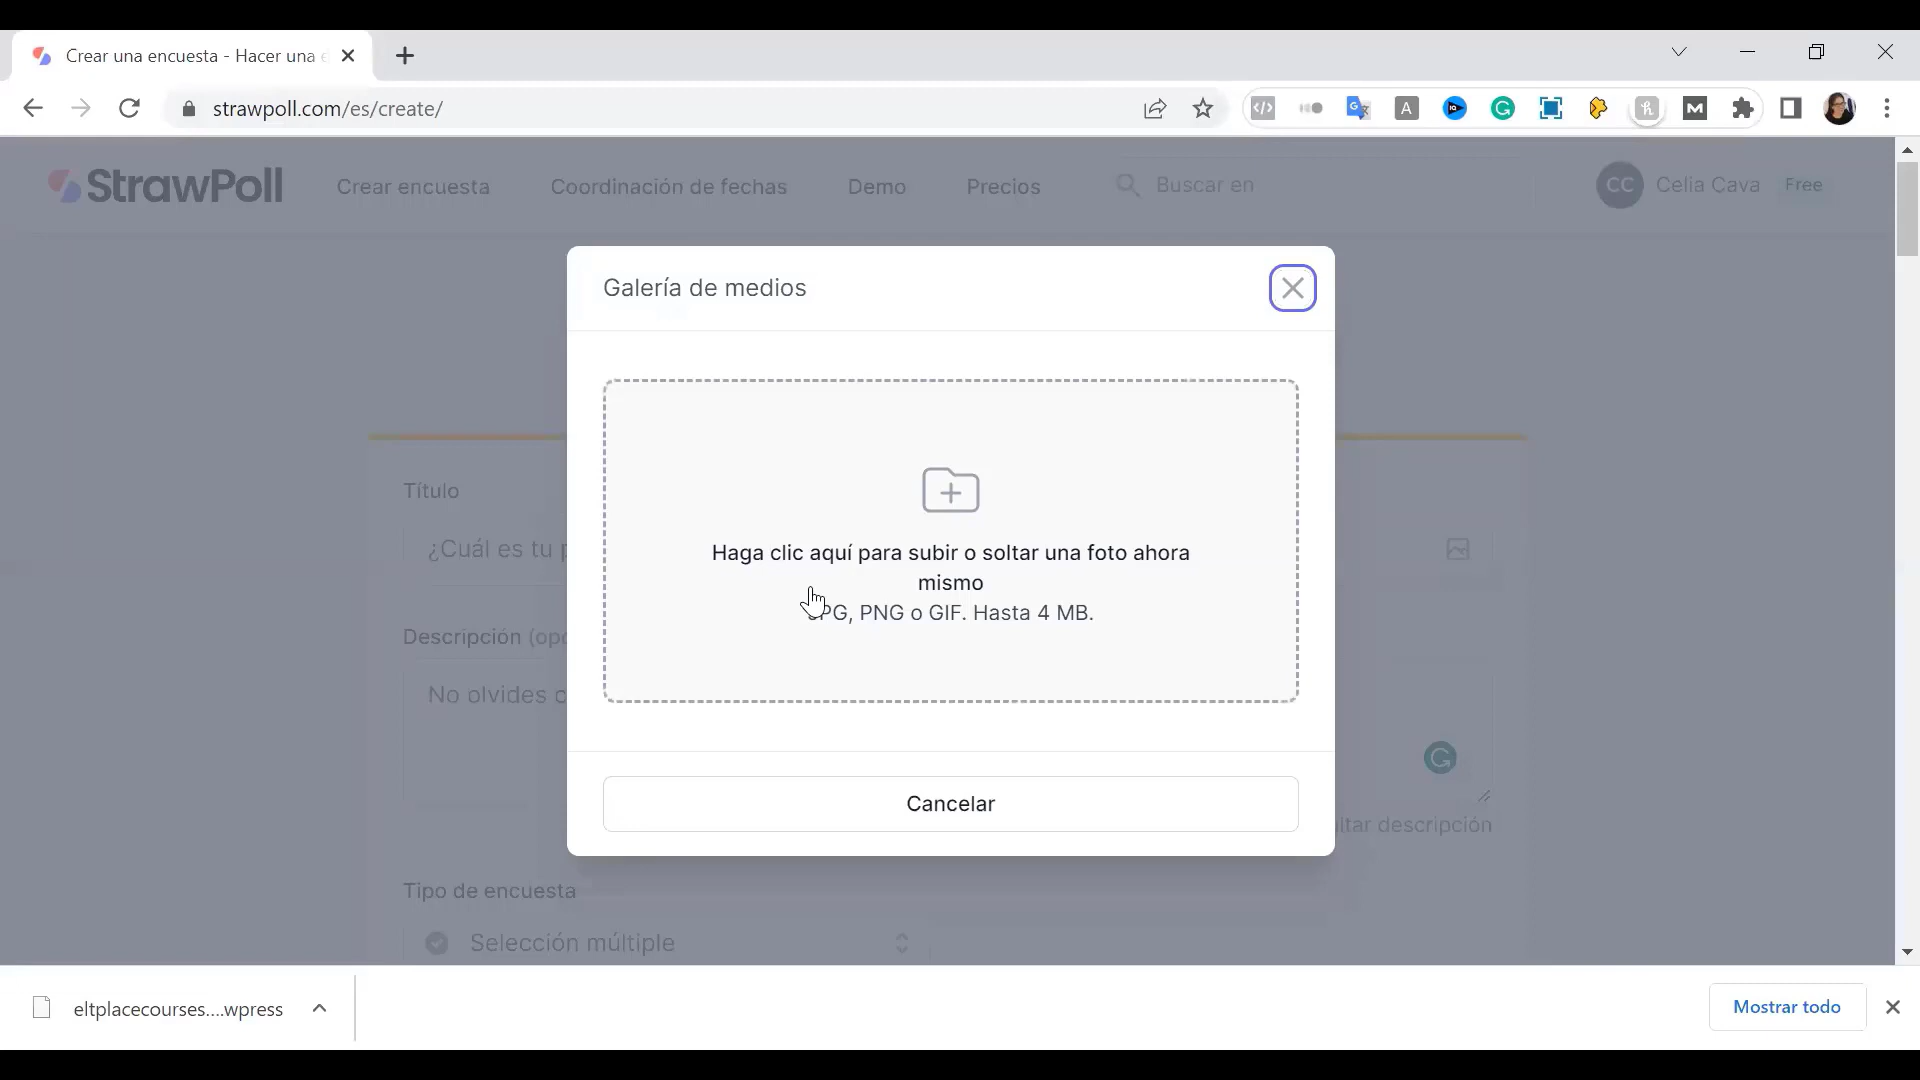 Crear una encuesta - Hacer una e
strawpoll.com/es/create/
StrawPoll
Crear encuesta
Coordinación de fechas
Demo
Precios
Buscar en
CC
Celia Cava
Free
Galería de medios
Título
¿Cuál es tu p
Haga clic aquí para subir o soltar una foto ahora
mismo
JPG, PNG o GIF. Hasta 4 MB.
Descripción (opc
No olvides c
Cancelar
ltar descripción
Tipo de encuesta
Selección múltiple
eltplacecourses....wpress
Mostrar todo